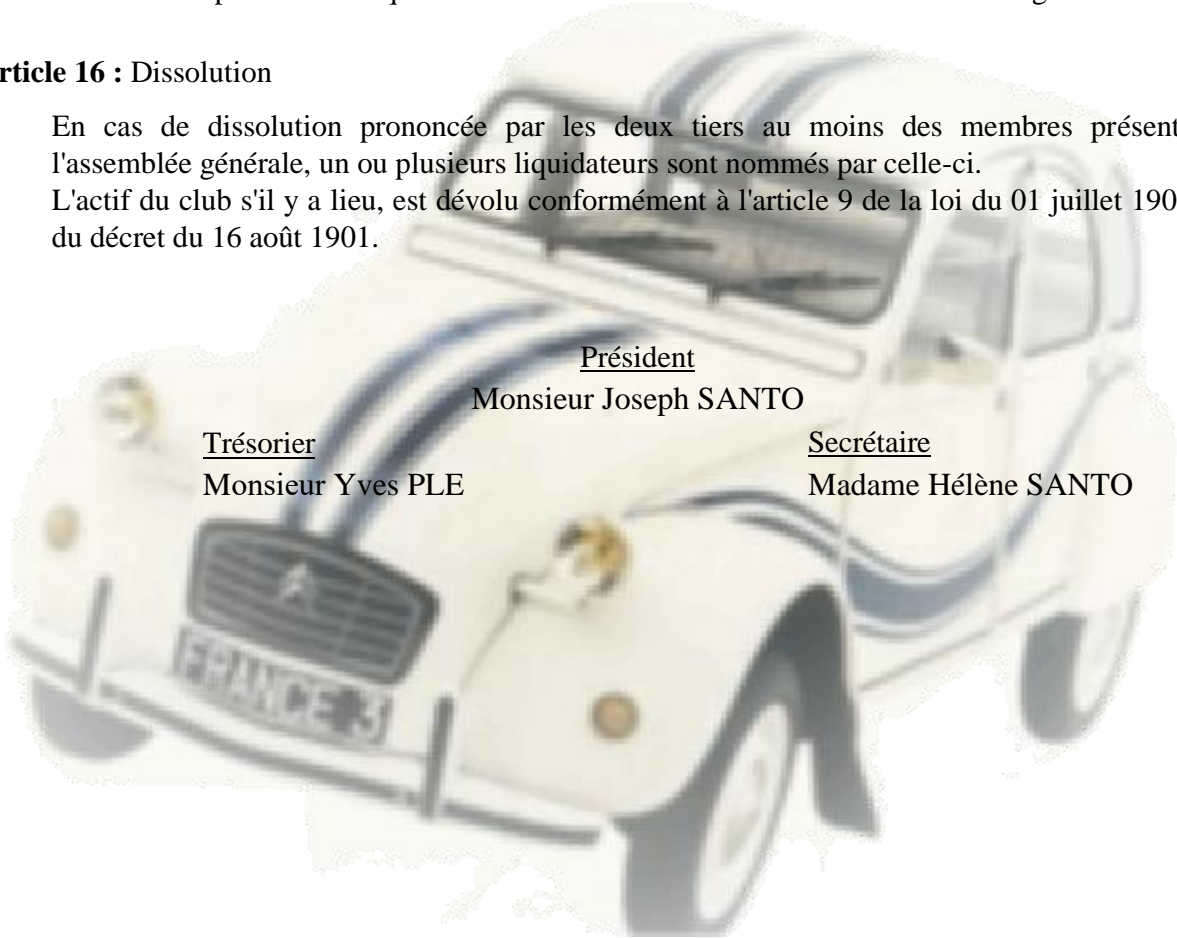 rticle 16 : Dissolution
En cas de dissolution prononcée par les deux tiers au moins des membres présent
l'assemblée générale, un ou plusieurs liquidateurs sont nommés par celle-ci.
L'actif du club s'il y a lieu, est dévolu conformément à l'article 9 de la loi du 01 juillet 190
du décret du 16 août 1901.
Président
Monsieur Joseph SANTO
Trésorier
Secrétaire
Monsieur Yves PLE
Madame Hélène SANTO
FRANCE 3